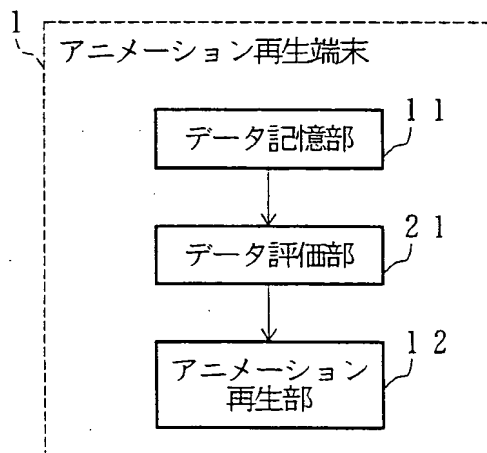 1
アニメーション再生端末
11
データ記憶部
21
データ評価部
12
アニメーション
再生部